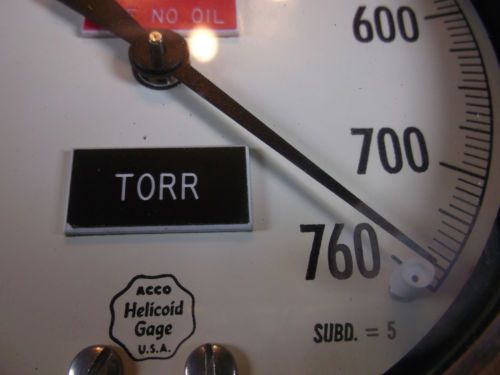 NO OIL
600
700
TORR
760
ACCO
Helicoid
Gage
U.S.A.
SUBD. = 5